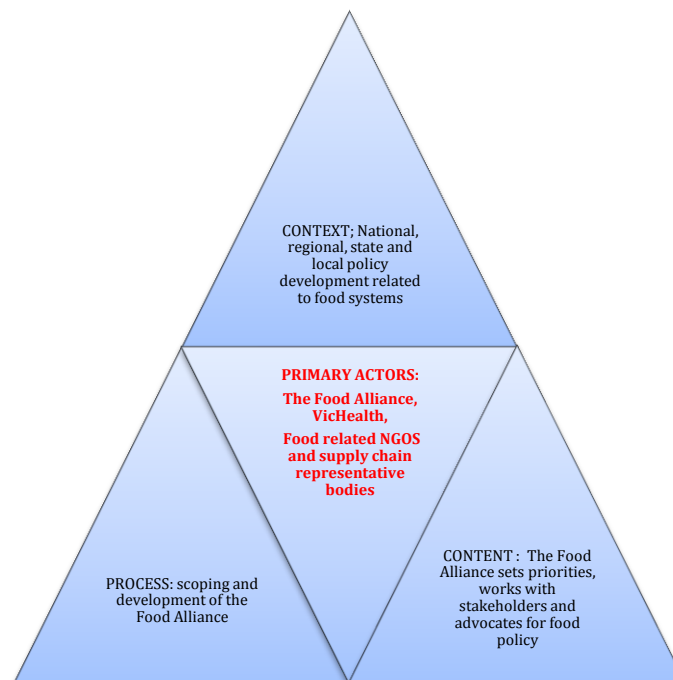 CONTEXT; National,
regional, state and
local policy
development related
to food systems
PRIMARY ACTORS:
The Food Alliance,
VicHealth,
Food related NGOS
and supply chain
representative
bodies
PROCESS: scoping and
development of the
Food Alliance
CONTENT :  The Food
Alliance sets priorities,
works with
stakeholders and
advocates for food
policy